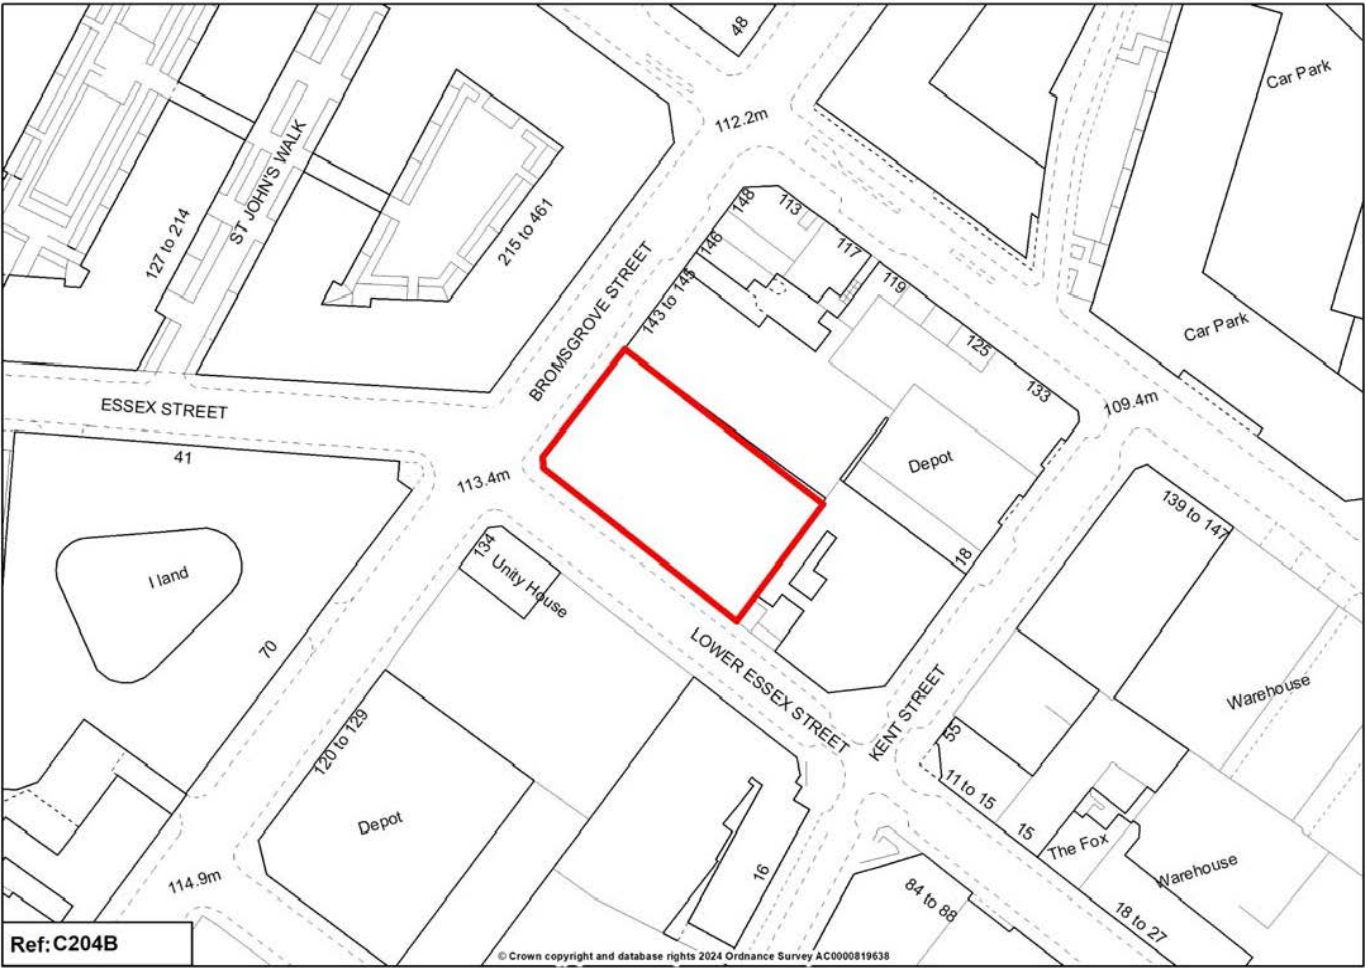 48
Car Park
112.2m
ST JOHN'S WALK
127 to 214
215 to 461
148
113
146
117
BROMSGROVE STREET
143 to 145
119
125
133
Car Park
109.4m
ESSEX STREET
41
113.4m
Depot
139 to 147
134
Unity House
18
I land
70
LOWER ESSEX STREET
KENT STREET
Warehouse
120 to 129
55
11 to 15
15
The Fox
Depot
16
Warehouse
84 to 88
114.9m
18 to 27
Ref: C204B
© Crown copyright and database rights 2024 Ordnance Survey AC0000819638